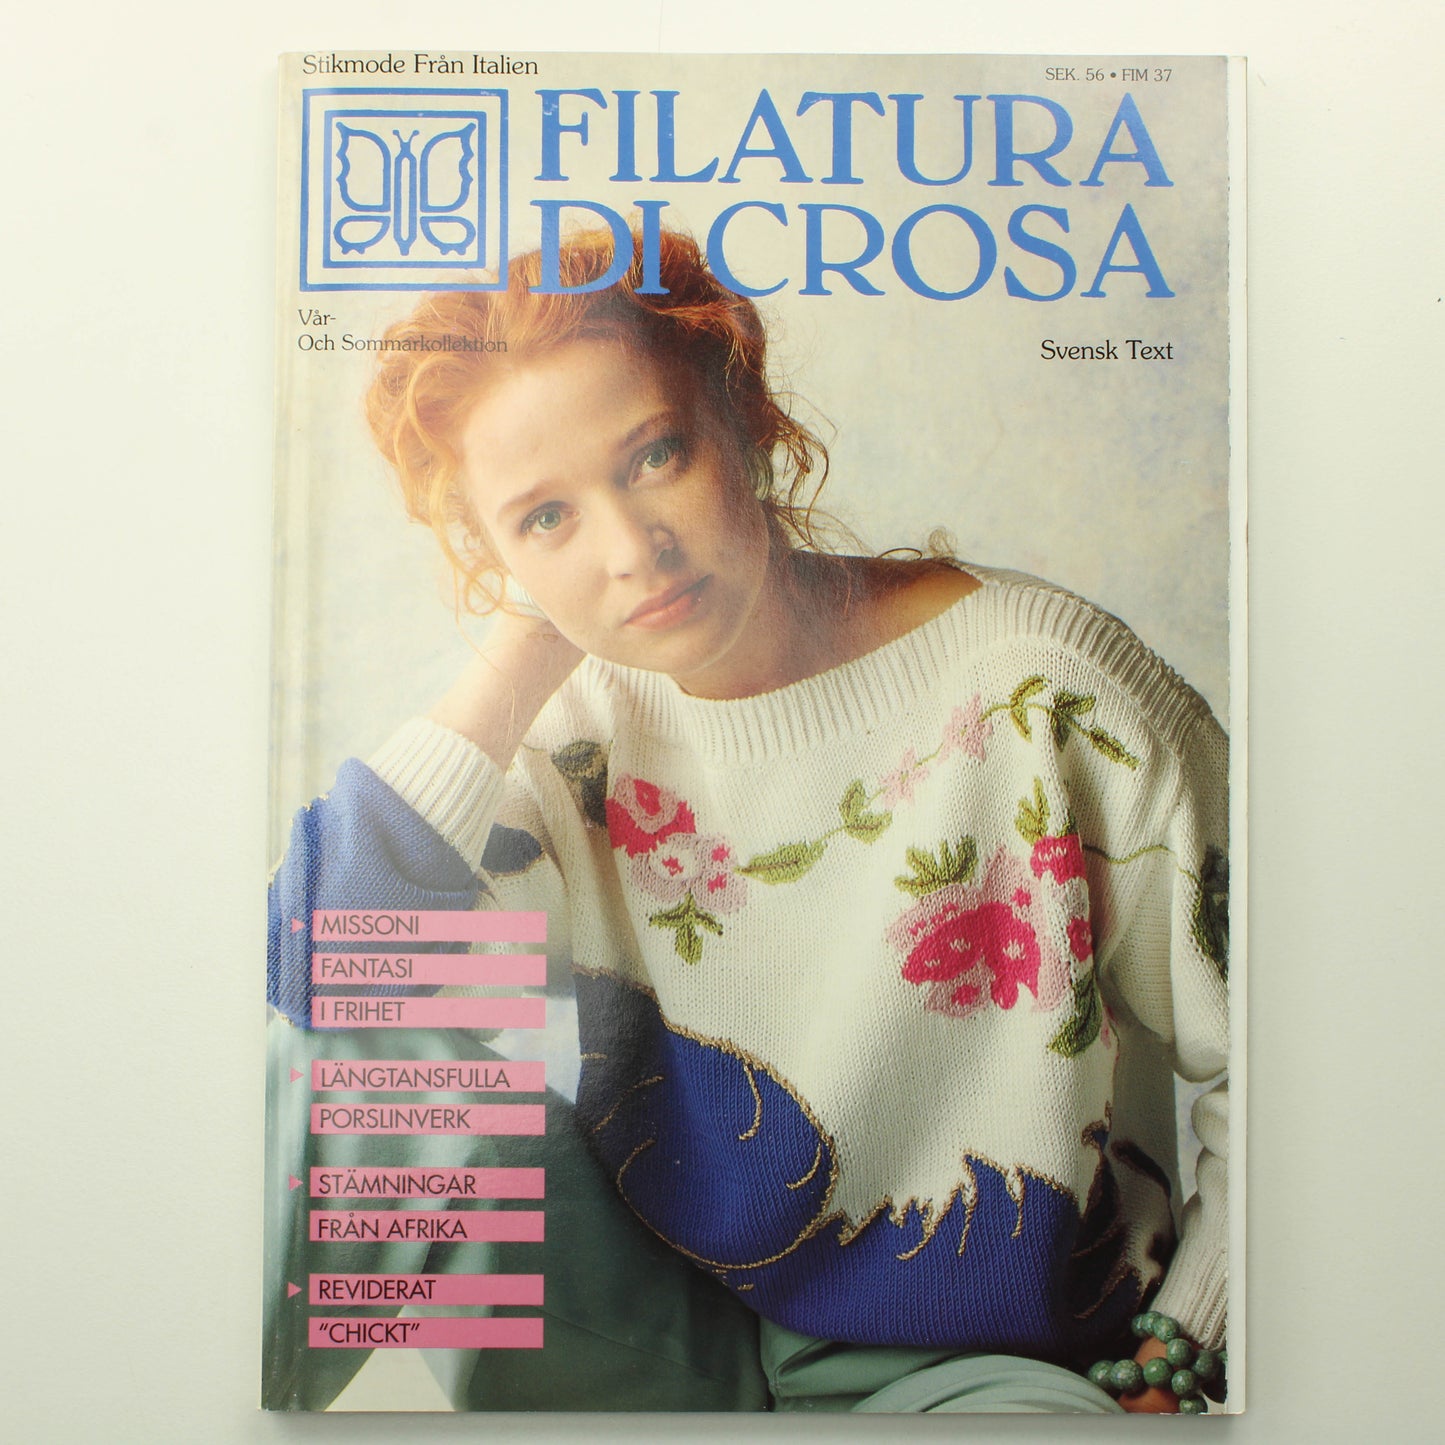 Stikmode Från Italien
SEK. 56 • FIM 37
FILATURA
DI CROSA
Vår-
Och Sommarkollektion
Svensk Text
MISSONI
FANTASI
I FRIHET
LÄNGTANSFULLA
PORSLINVERK
STÄMNINGAR
FRÅN AFRIKA
REVIDERAT
"CHICKT"